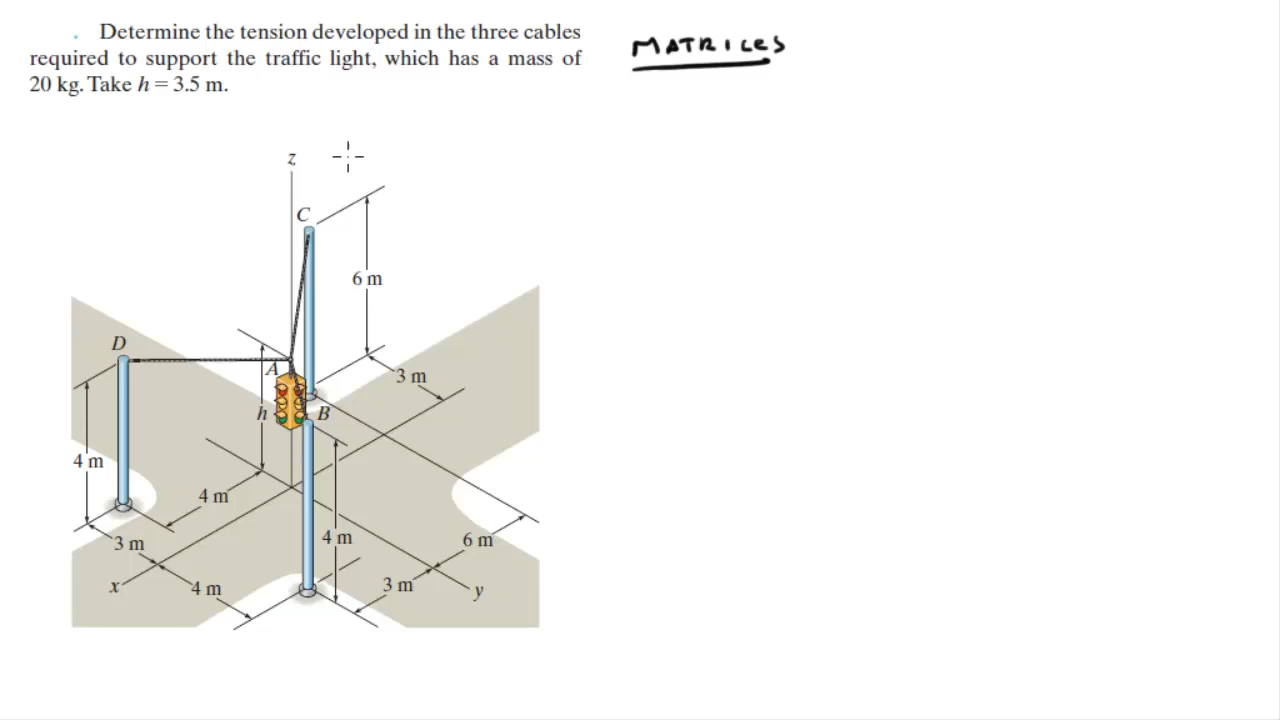 . Determine the tension developed in the three cables
required to support the traffic light, which has a mass of
20 kg. Take h = 3.5 m.
MATRICES
z
C
6 m
D
A
3 m
h
B
4 m
4 m
4 m
6 m
3 m
x
4 m
3 m
y